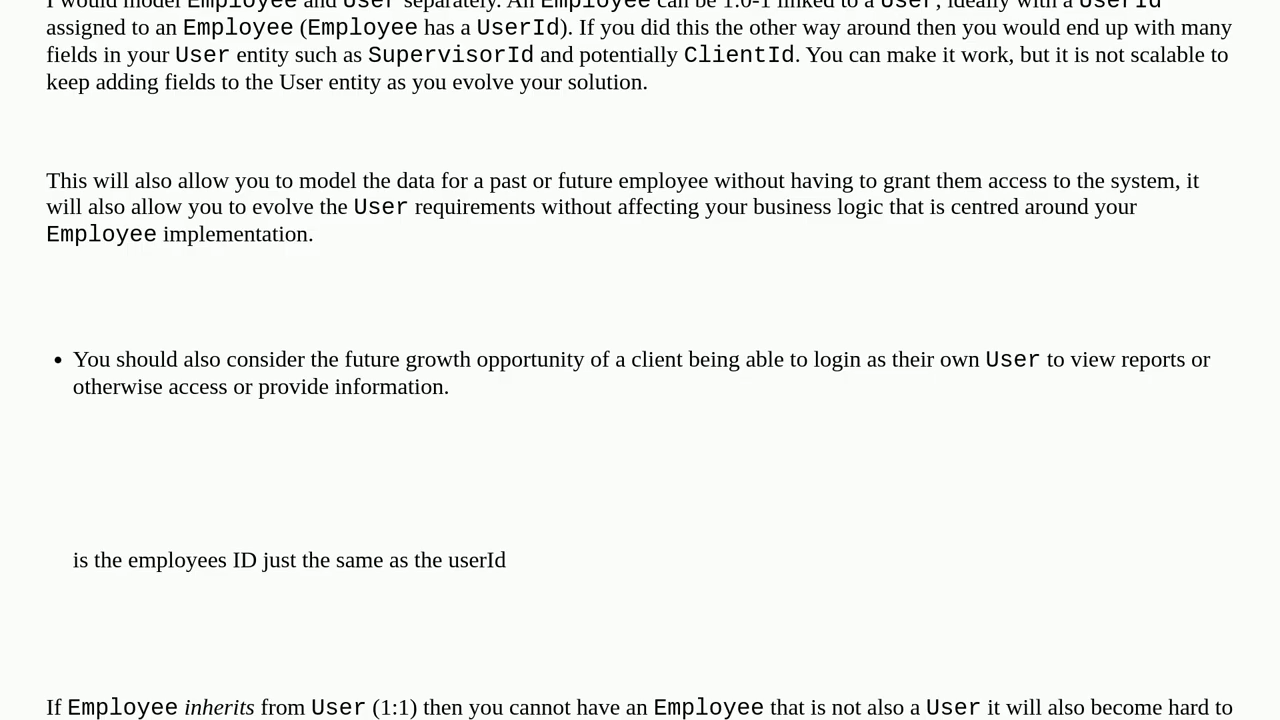 I would model Employee and User separately. An Employee can be 1:0-1 linked to a User, ideally with a UserId
assigned to an Employee (Employee has a UserId). If you did this the other way around then you would end up with many
fields in your User entity such as SupervisorId and potentially ClientId. You can make it work, but it is not scalable to
keep adding fields to the User entity as you evolve your solution.
This will also allow you to model the data for a past or future employee without having to grant them access to the system, it
will also allow you to evolve the User requirements without affecting your business logic that is centred around your
Employee implementation.
• You should also consider the future growth opportunity of a client being able to login as their own User to view reports or
otherwise access or provide information.
is the employees ID just the same as the userId
If Employee inherits from User (1:1) then you cannot have an Employee that is not also a User it will also become hard to